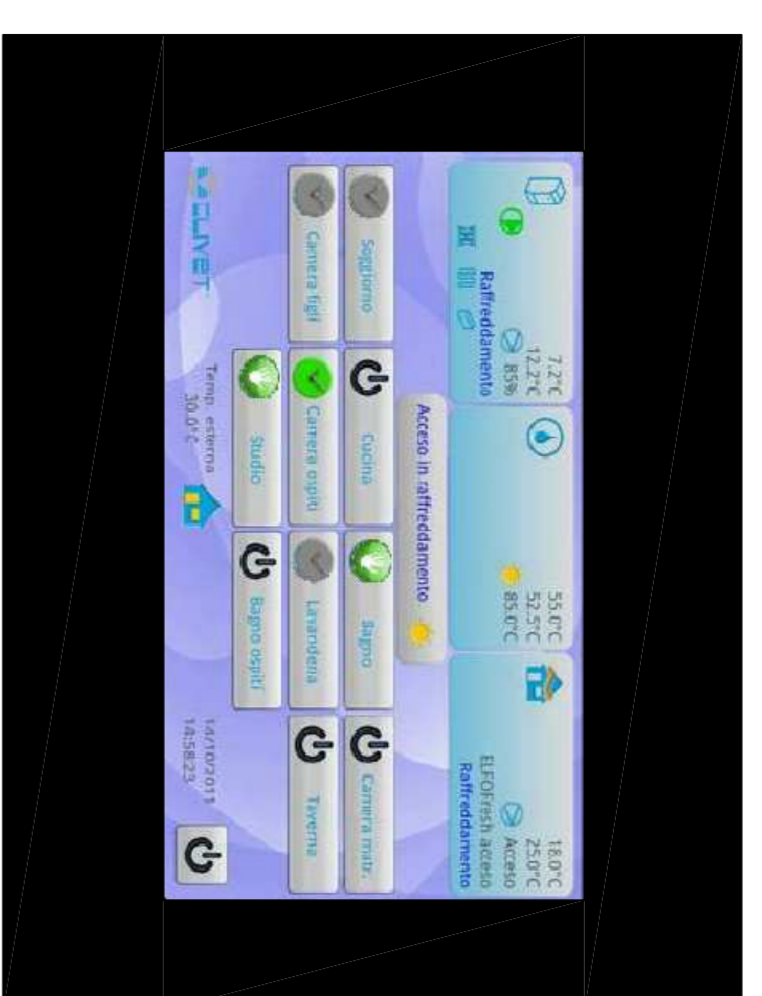 7.2°C
12.2°C
85%
Raffreddamento
55.0°C
52.5°C
85.0°C
18.0°C
25.0°C
Acceso
ELFOFresh acceso
Raffreddamento
Acceso in raffreddamento
Soggiorno
Cucina
Bagno
Camera matr.
Camera figli
Camera ospiti
Lavanderia
Taverna
Studio
Bagno ospiti
CLIVET
Temp. esterna
30.0°C
14/10/2011
14:58:23